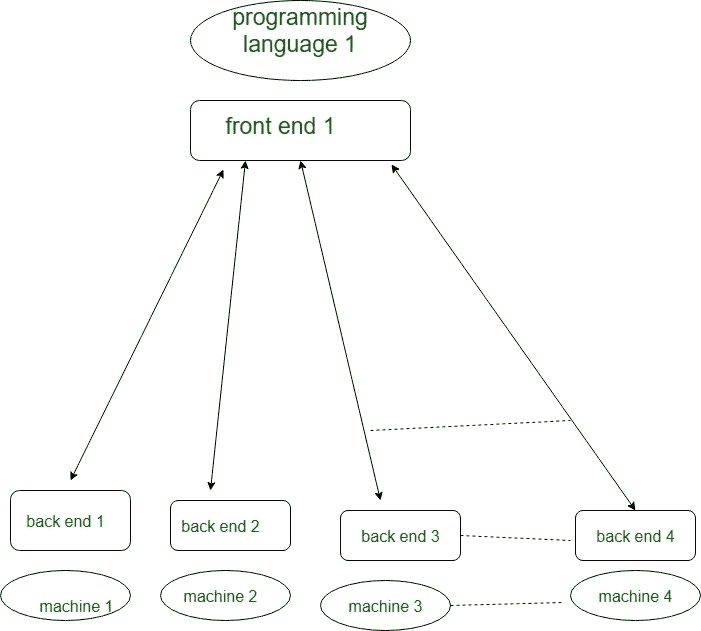 programming
language 1
front end 1
back end 1
back end 2
back end 3
back end 4
machine 1
machine 2
machine 3
machine 4